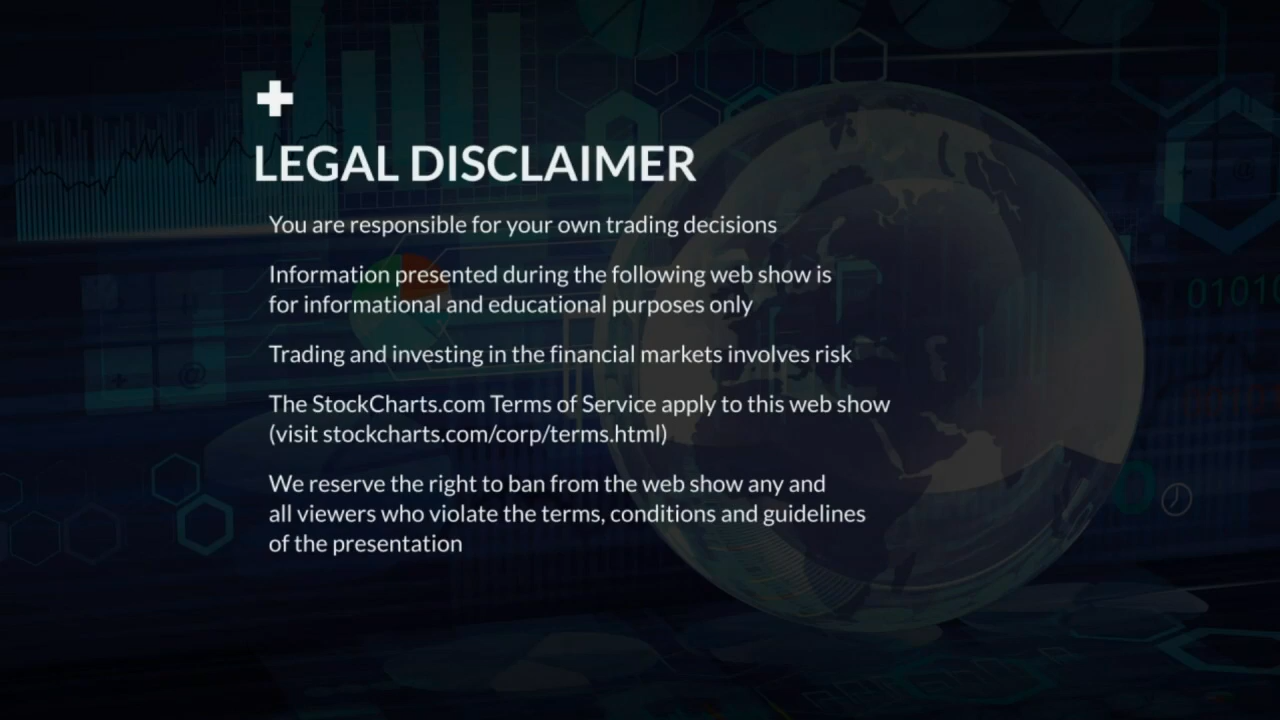 LEGAL DISCLAIMER
You are responsible for your own trading decisions
Information presented during the following web show is
for informational and educational purposes only
Trading and investing in the financial markets involves risk
The StockCharts.com Terms of Service apply to this web show
(visit stockcharts.com/corp/terms.html)
We reserve the right to ban from the web show any and
all viewers who violate the terms, conditions and guidelines
of the presentation
01010